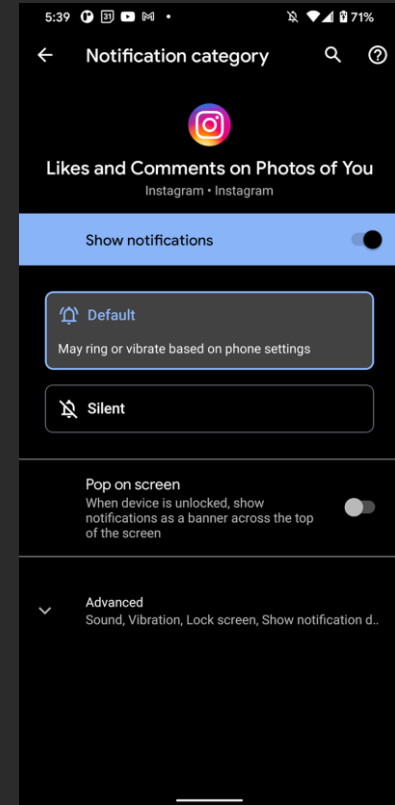 5:39 31 71%
Notification category
Likes and Comments on Photos of You
Instagram • Instagram
Show notifications
Default
May ring or vibrate based on phone settings
Silent
Pop on screen
When device is unlocked, show
notifications as a banner across the top
of the screen
Advanced
Sound, Vibration, Lock screen, Show notification d..